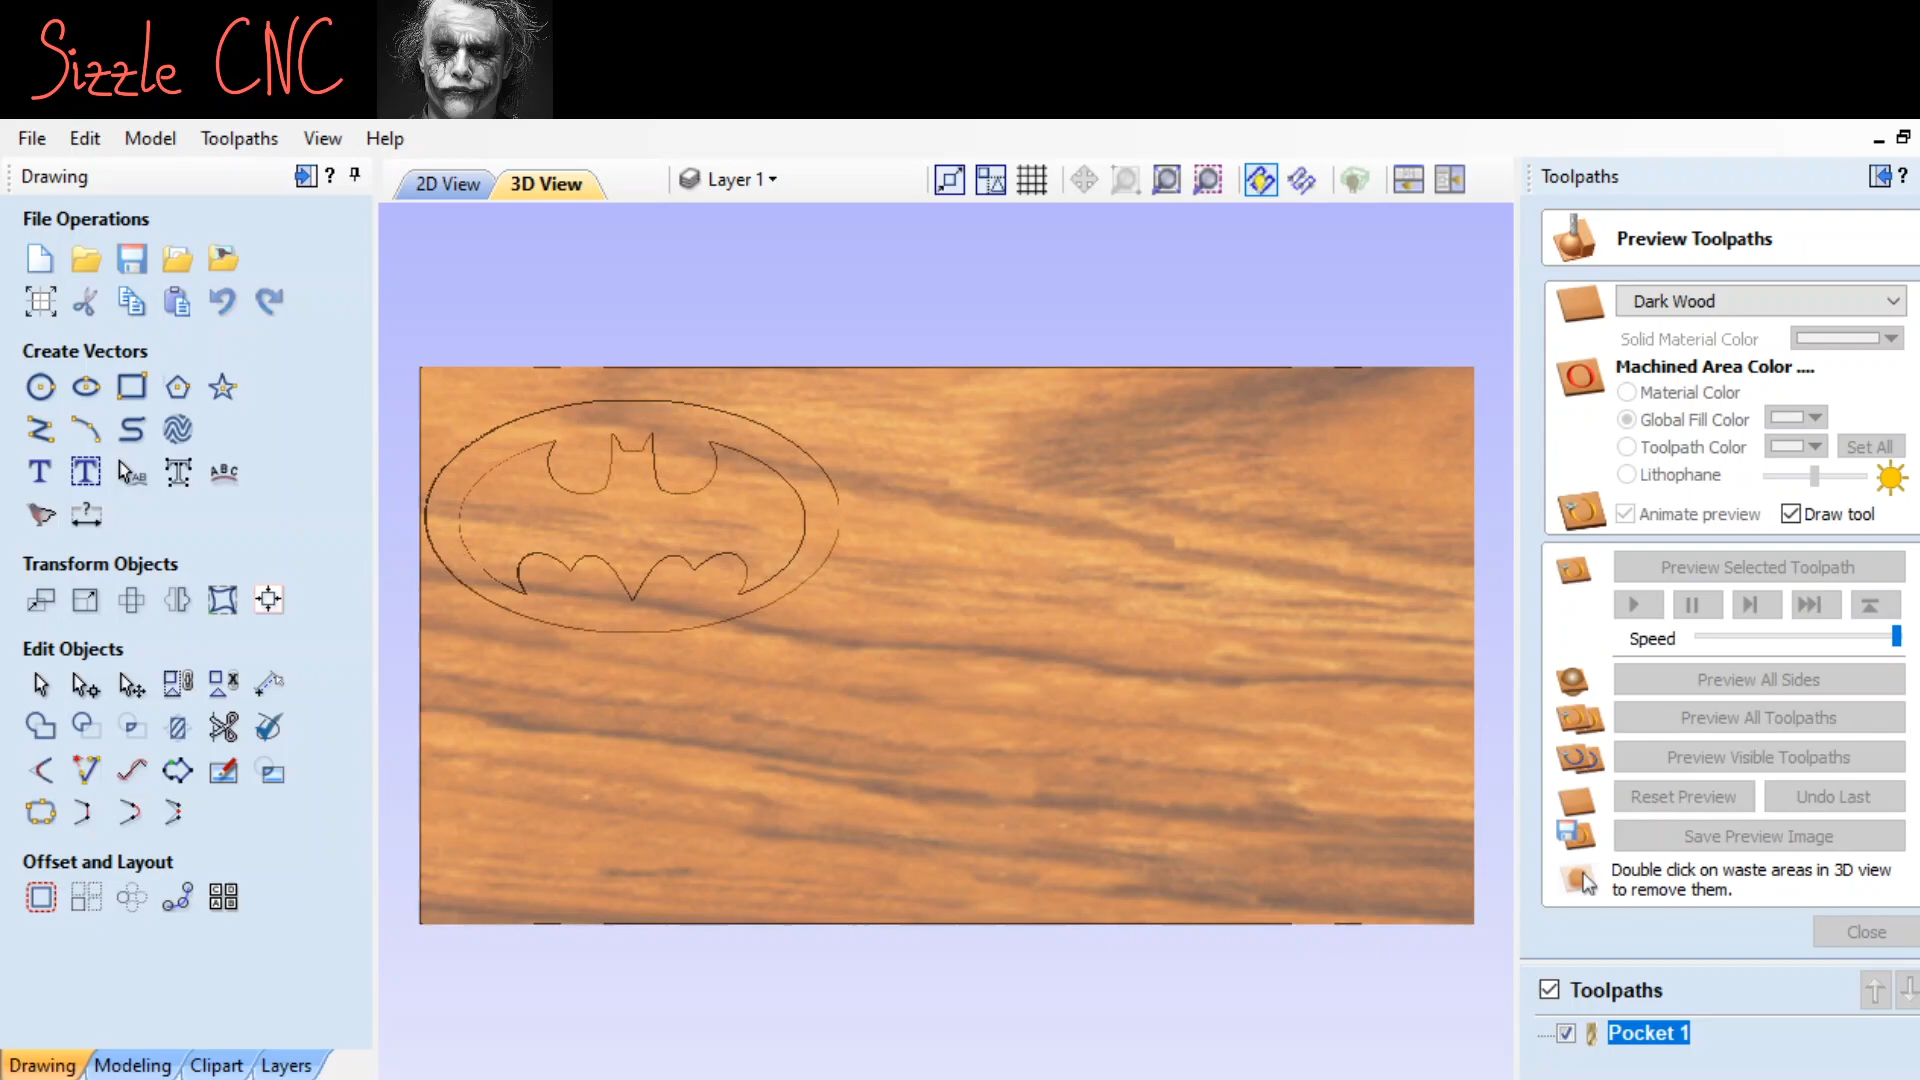 Sizzle CNC
File Edit Model Toolpaths View Help
Drawing ?
2D View 3D View Layer 1
Toolpaths ?
File Operations
Create Vectors
T T AB T ABC
?
Transform Objects
Edit Objects
Offset and Layout
Drawing Modeling Clipart Layers
Preview Toolpaths
Dark Wood
Solid Material Color
Machined Area Color ....
Material Color
Global Fill Color
Toolpath Color Set All
Lithophane
Animate preview Draw tool
Preview Selected Toolpath
Speed
Preview All Sides
Preview All Toolpaths
Preview Visible Toolpaths
Reset Preview Undo Last
Save Preview Image
Double click on waste areas in 3D view
to remove them.
Close
Toolpaths
Pocket 1